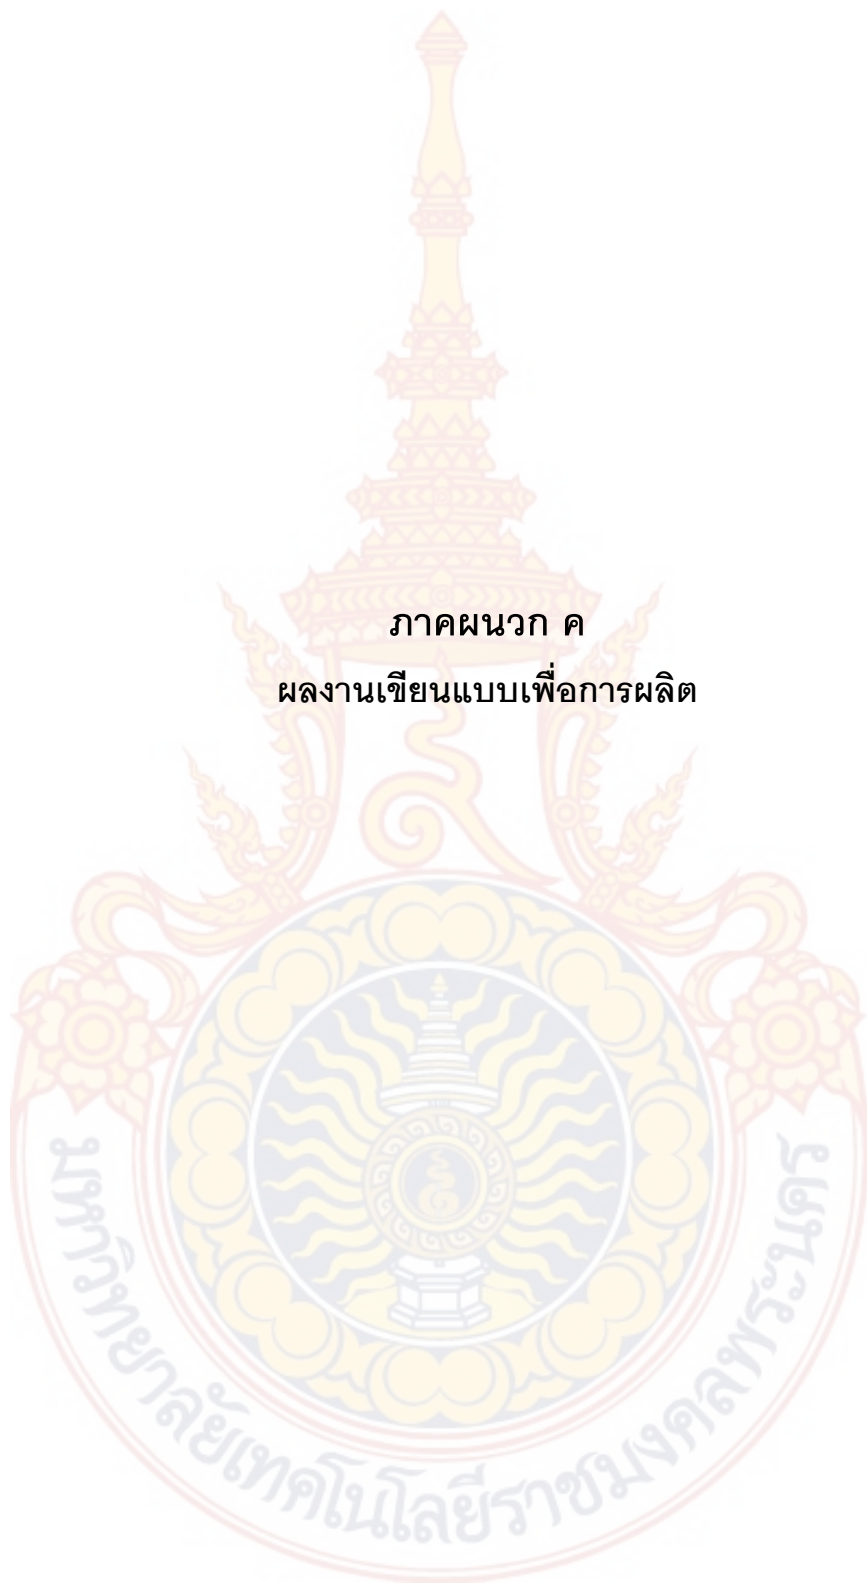 ภาคผนวก ค
ผลงานเขียนแบบเพื่อการผลิต
มหาวิทยาลัยเทคโนโลยีราชมงคลพระนคร